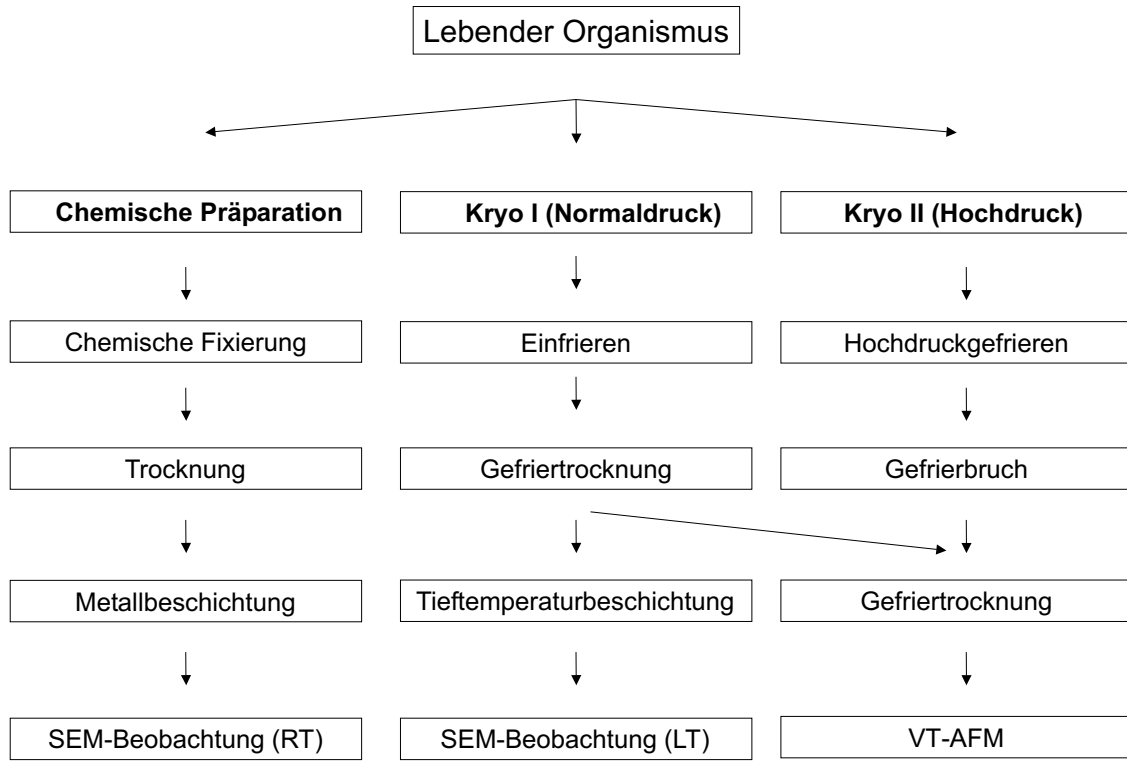 Lebender Organismus
Chemische Präparation
Kryo I (Normaldruck)
Kryo II (Hochdruck)
Chemische Fixierung
Einfrieren
Hochdruckgefrieren
Trocknung
Gefriertrocknung
Gefrierbruch
Metallbeschichtung
Tieftemperaturbeschichtung
Gefriertrocknung
SEM-Beobachtung (RT)
SEM-Beobachtung (LT)
VT-AFM